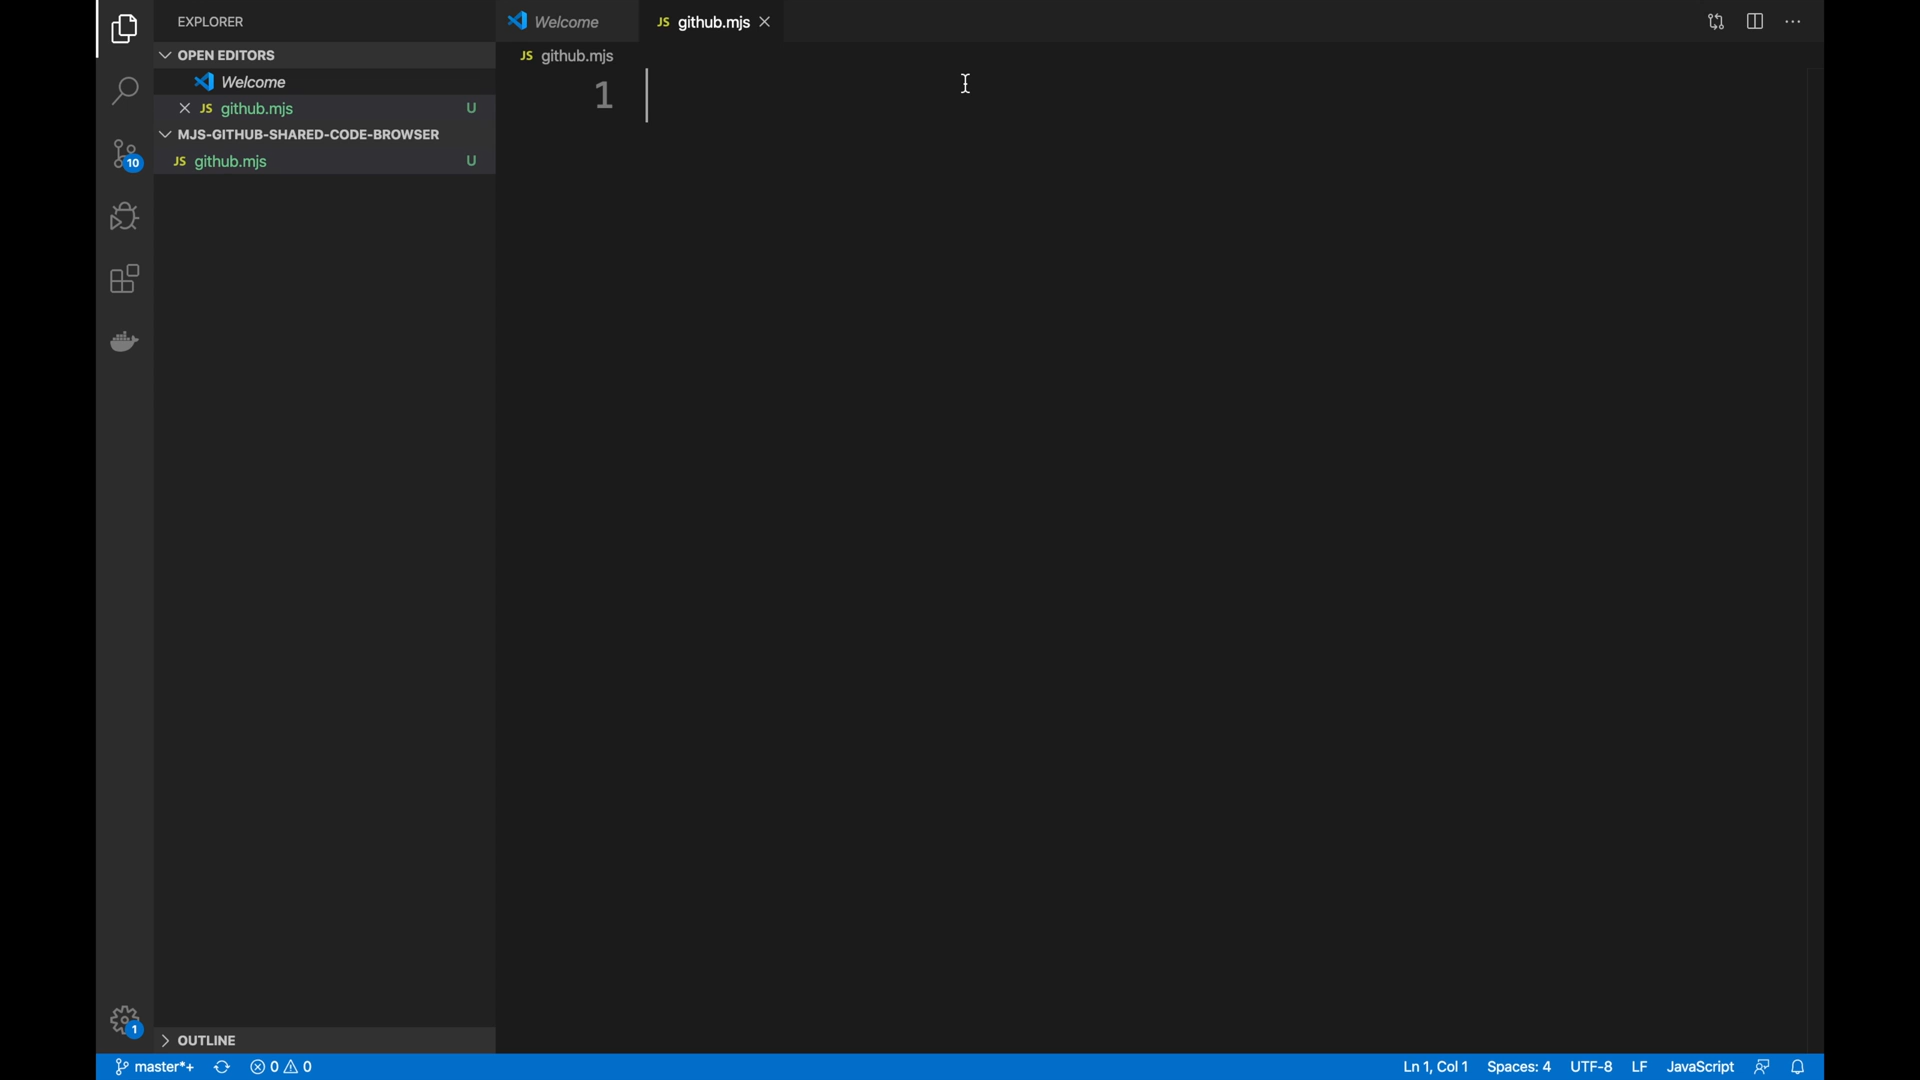 EXPLORER
OPEN EDITORS
Welcome
JS github.mjs U
MJS-GITHUB-SHARED-CODE-BROWSER
JS github.mjs U
10
1
OUTLINE
Welcome
JS github.mjs
JS github.mjs
1
master*+ 0 0 Ln 1, Col 1 Spaces: 4 UTF-8 LF JavaScript